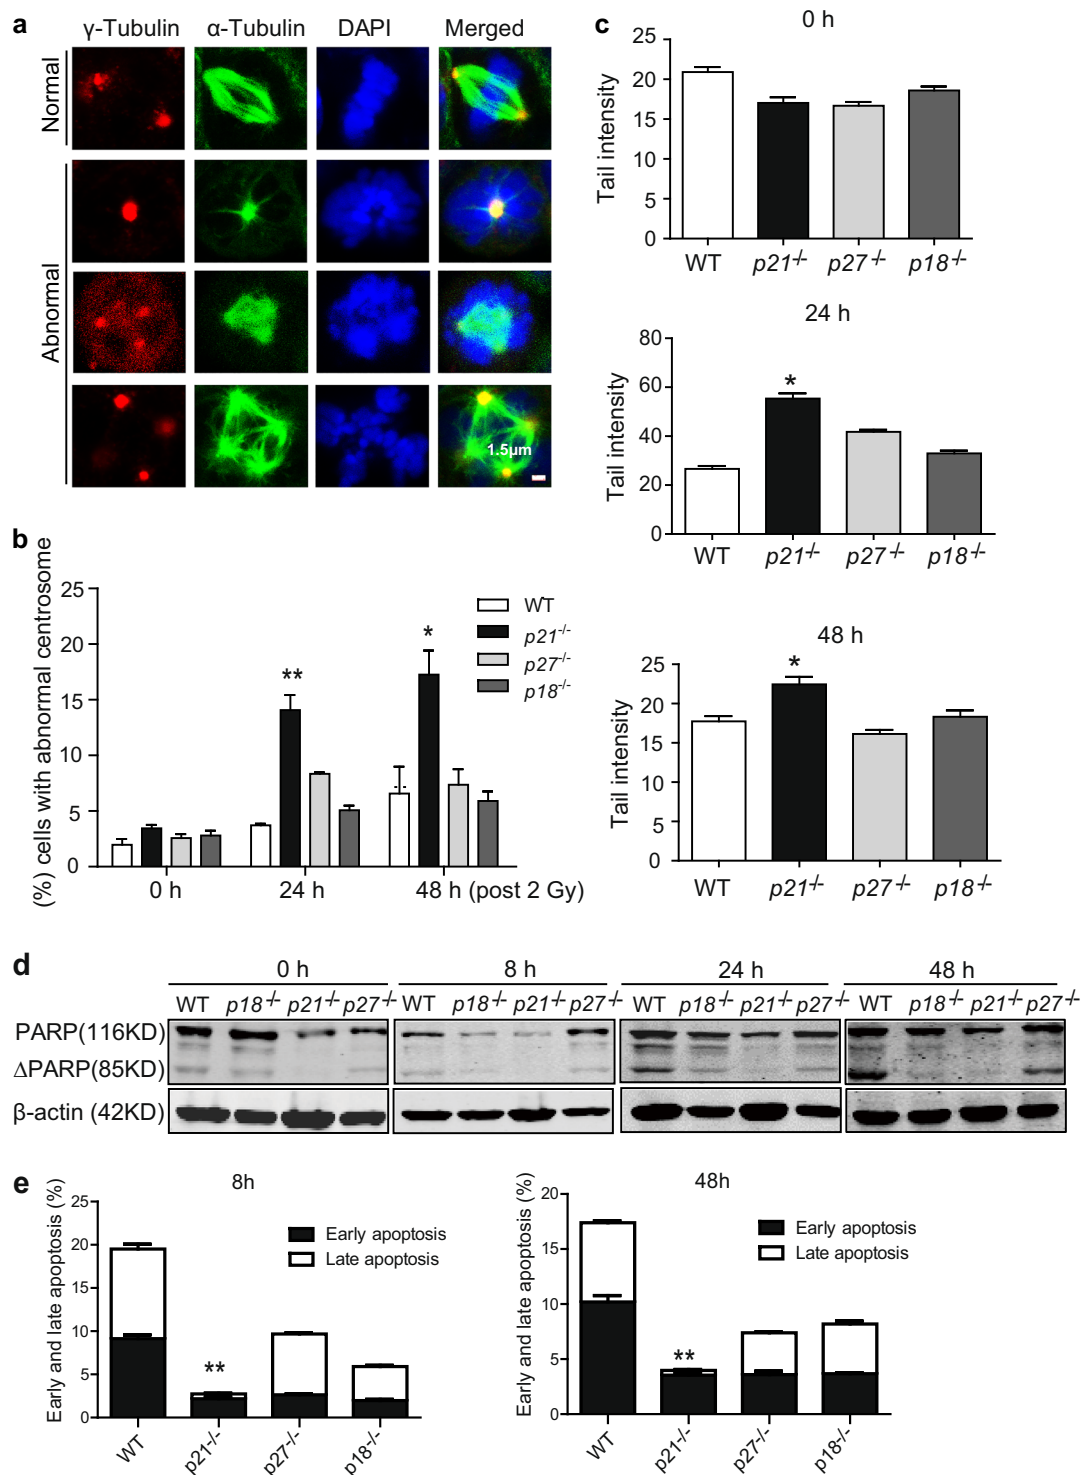 a
γ-Tubulin α-Tubulin DAPI Merged
Normal
Abnormal
1.5µm
b
(%) cells with abnormal centrosome
25
20
15
10
5
0
** *
WT
p21-/-
p27-/-
p18-/-
0 h 24 h 48 h (post 2 Gy)
c
0 h
Tail intensity
25
20
15
10
5
0
WT p21-/- p27-/- p18-/-
24 h
Tail intensity
80
60
40
20
0
*
WT p21-/- p27-/- p18-/-
48 h
Tail intensity
25
20
15
10
5
0
*
WT p21-/- p27-/- p18-/-
d
0 h 8 h 24 h 48 h
WT p18-/- p21-/- p27-/- WT p18-/- p21-/- p27-/- WT p18-/- p21-/- p27-/- WT p18-/- p21-/- p27-/-
PARP(116KD)
ΔPARP(85KD)
β-actin (42KD)
e
8h
Early and late apoptosis (%)
25
20
15
10
5
0
Early apoptosis
Late apoptosis
**
WT p21-/- p27-/- p18-/-
48h
Early and late apoptosis (%)
20
15
10
5
0
Early apoptosis
Late apoptosis
**
WT p21-/- p27-/- p18-/-